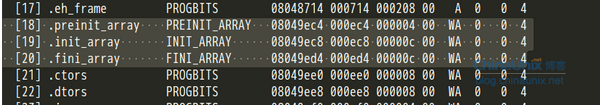 [17] .eh_frame PROGBITS 08048714 000714 000208 00 A 0 0 4
[18] .preinit_array PREINIT_ARRAY 08049ec4 000ec4 000004 00 WA 0 0 4
[19] .init_array INIT_ARRAY 08049ec8 000ec8 00000c 00 WA 0 0 4
[20] .fini_array FINI_ARRAY 08049ed4 000ed4 00000c 00 WA 0 0 4
[21] .ctors PROGBITS 08049ee0 000ee0 000008 00 WA 0 0 4
[22] .dtors PROGBITS 08049ee8 000ee8 000008 00 WA 0 0 4